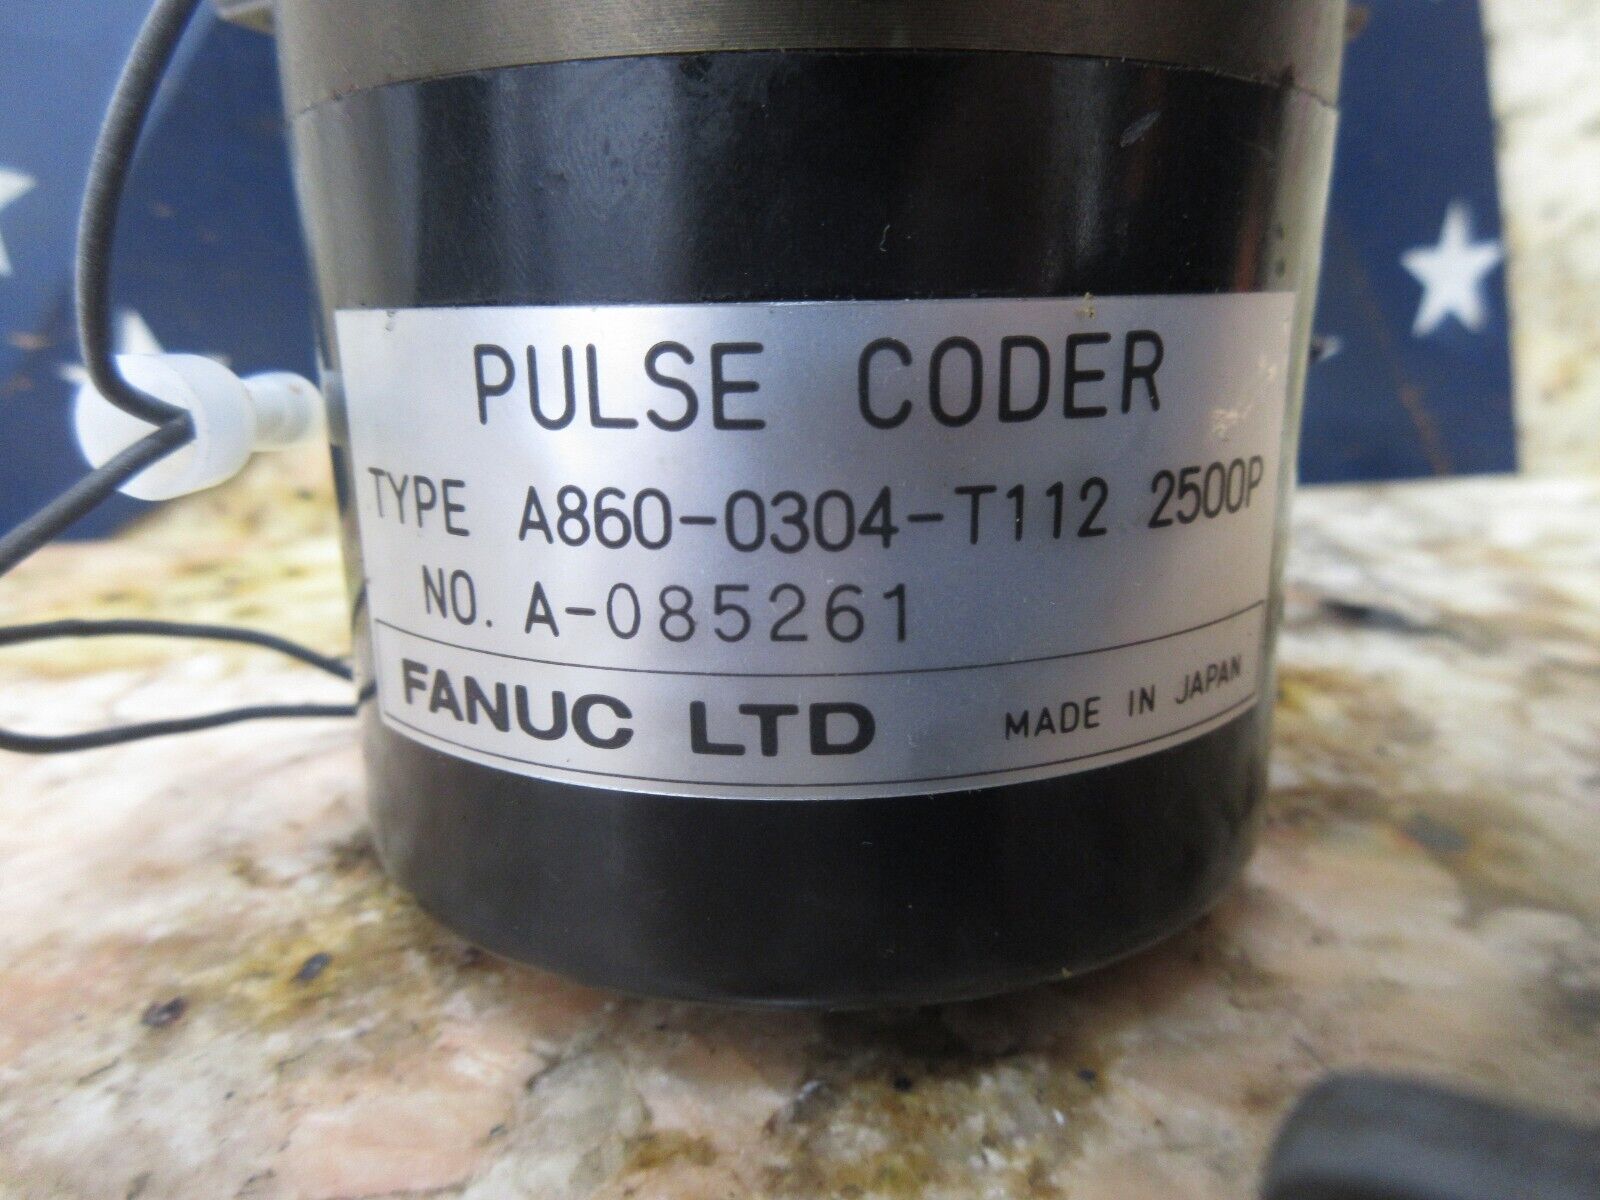 PULSE CODER
TYPE A860-0304-T112 2500P
NO. A-085261
FANUC LTD MADE IN JAPAN